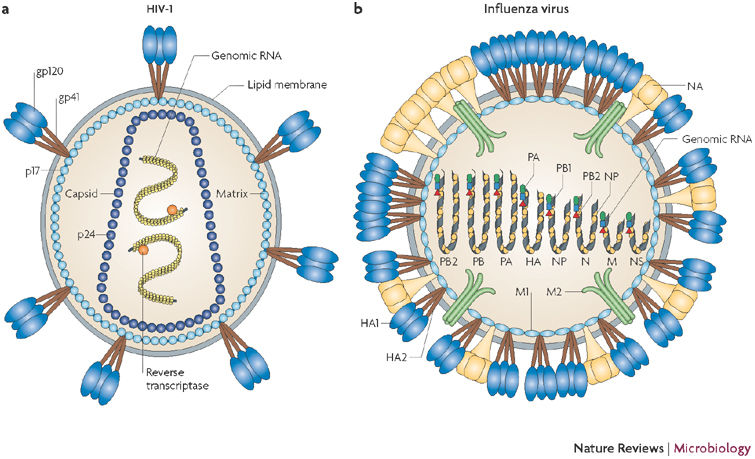 a
HIV-1
gp120
gp41
p17
Genomic RNA
Lipid membrane
Capsid
Matrix
p24
Reverse
transcriptase
b
Influenza virus
NA
Genomic RNA
PA
PB1
PB2 NP
PB2 PB PA HA NP N M NS
M1 M2
HA1
HA2
Nature Reviews | Microbiology